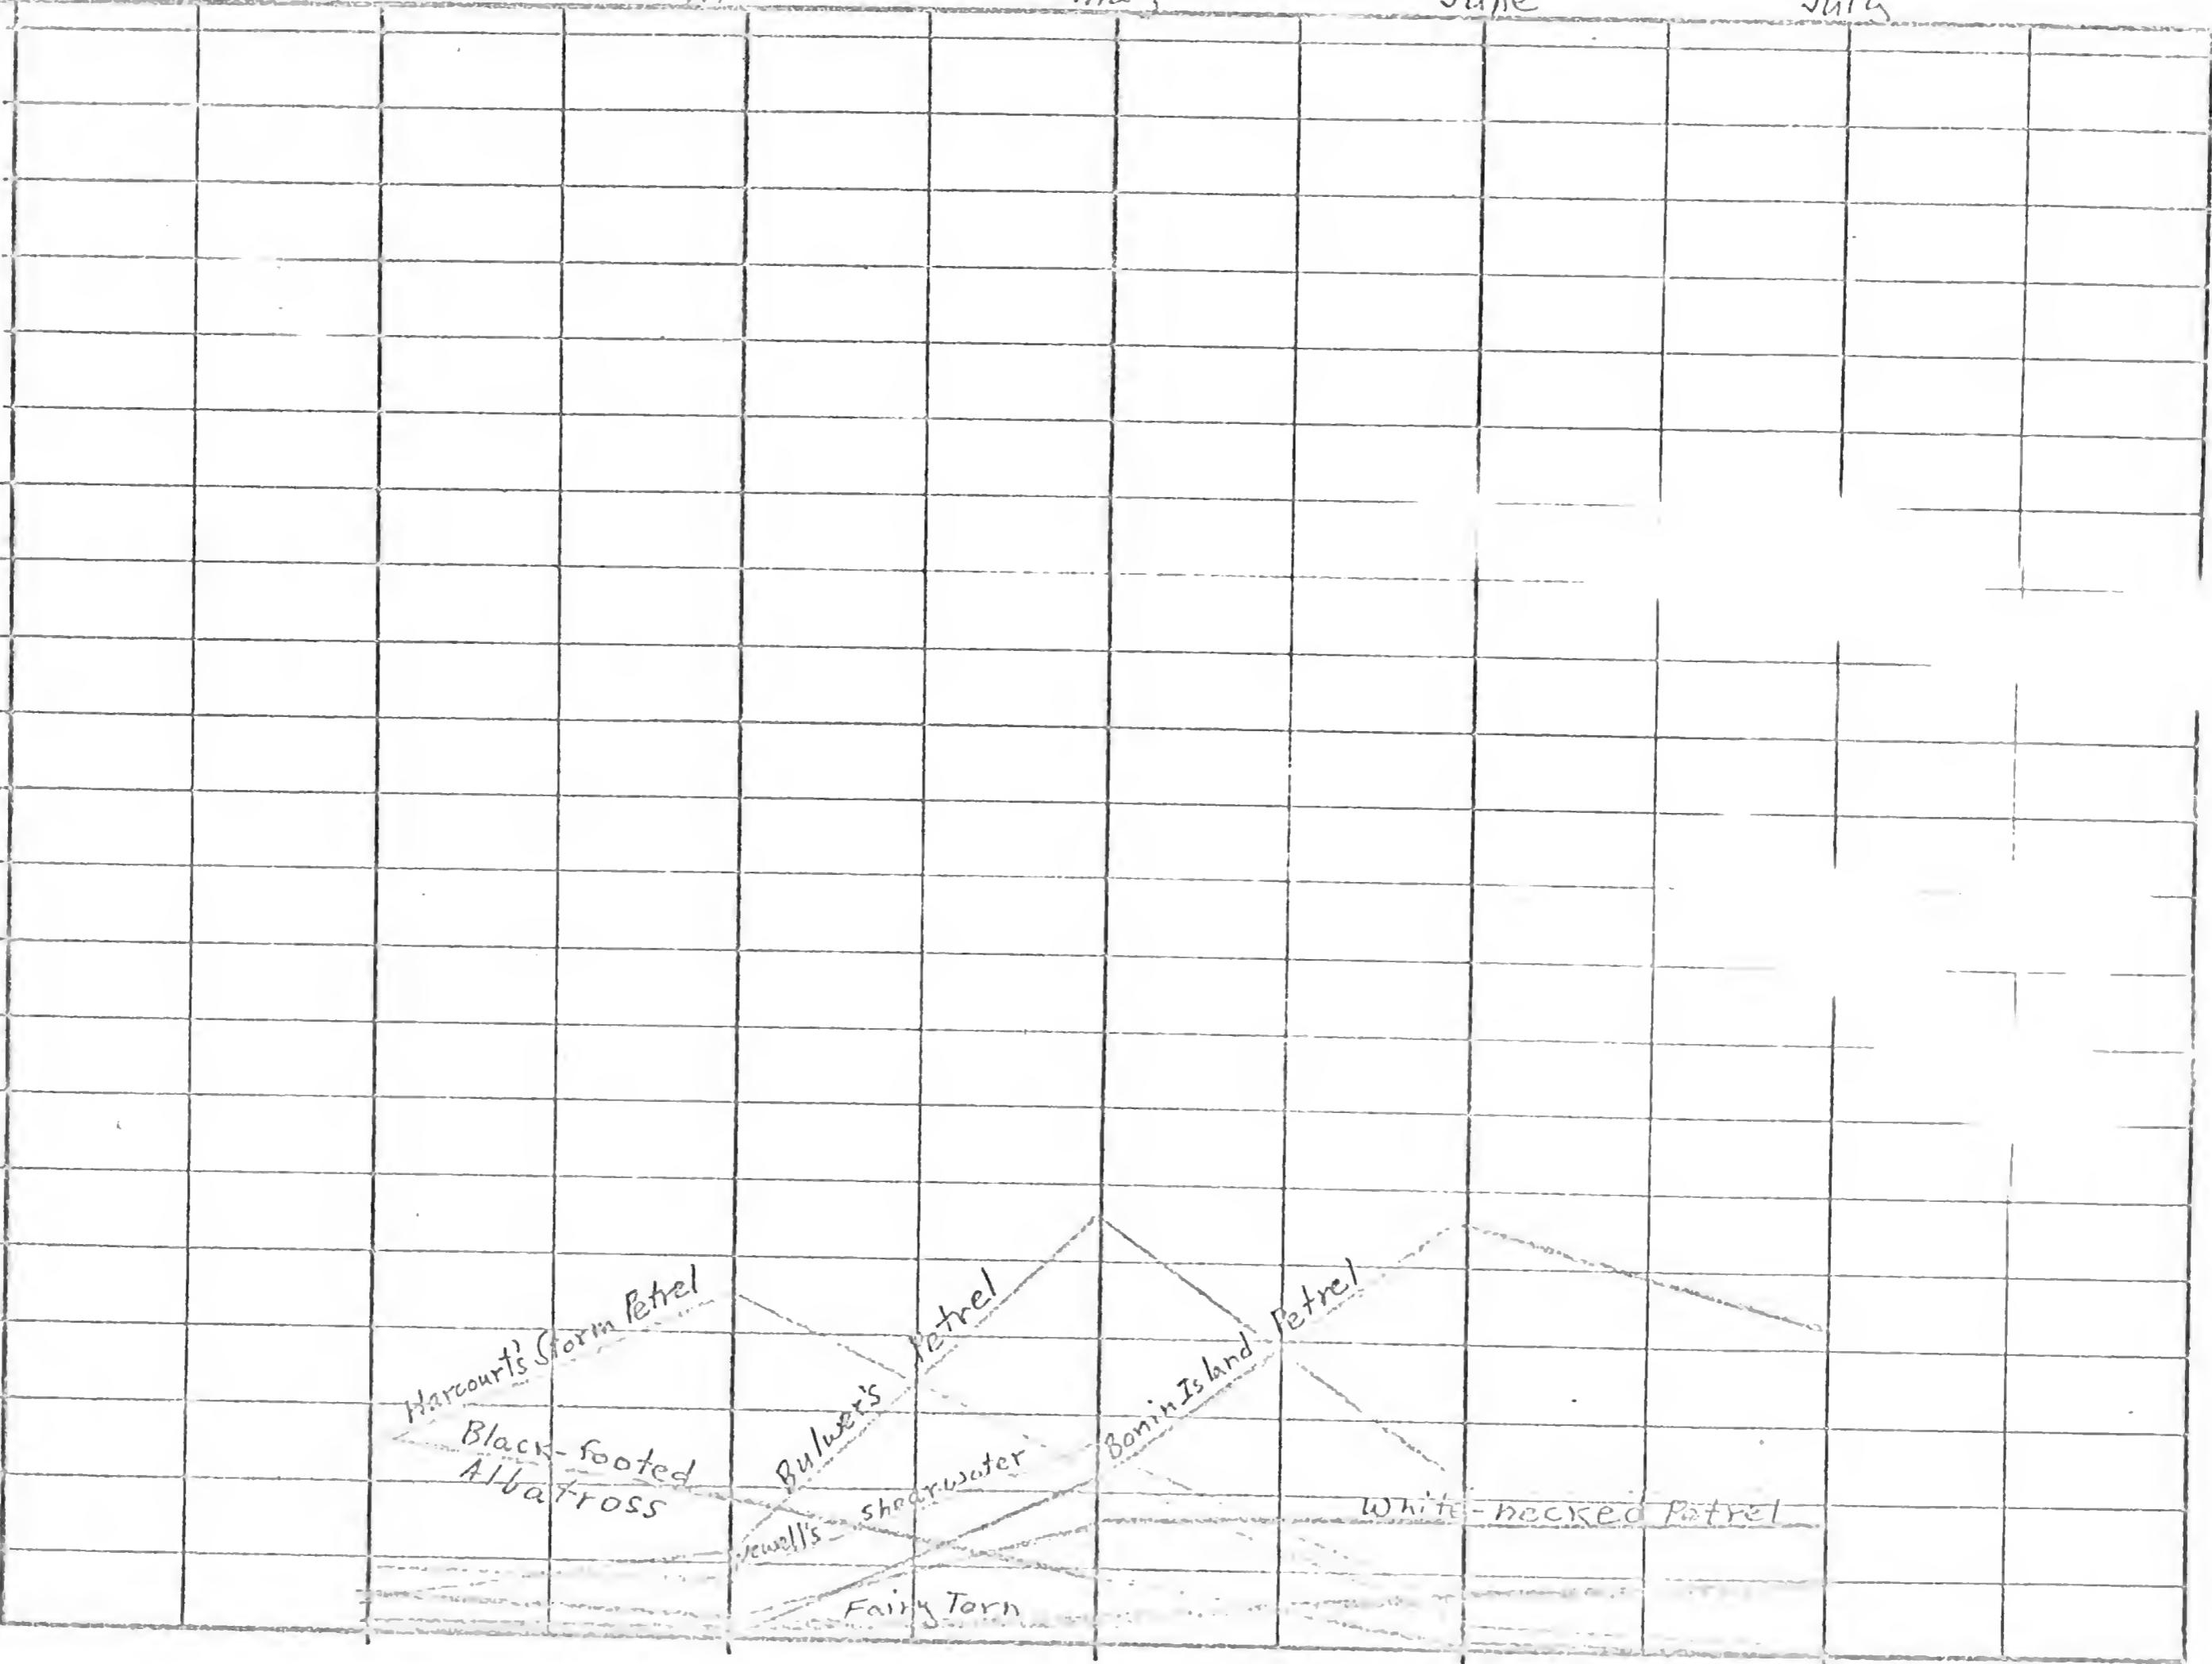 June July
Harcourt's Storm Petrel
Black-footed
Albatross
Bulwer's Petrel
Newell's shearwater
Bonin Island Petrel
White-necked Petrel
Fairy Tern